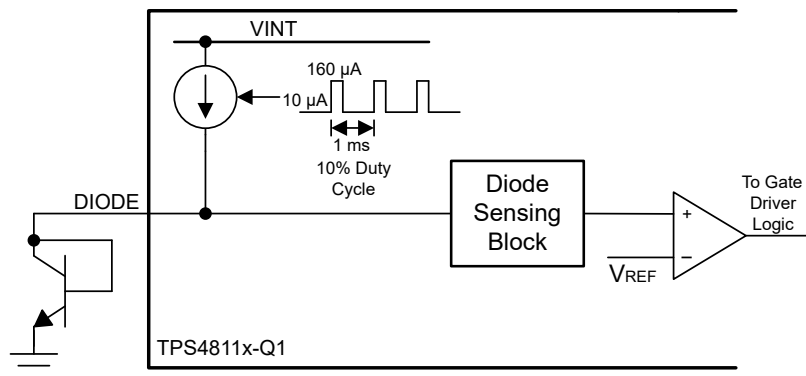 VINT
160 µA
10 µA
1 ms
10% Duty
Cycle
DIODE
Diode
Sensing
Block
+
−
VREF
To Gate
Driver
Logic
TPS4811x-Q1